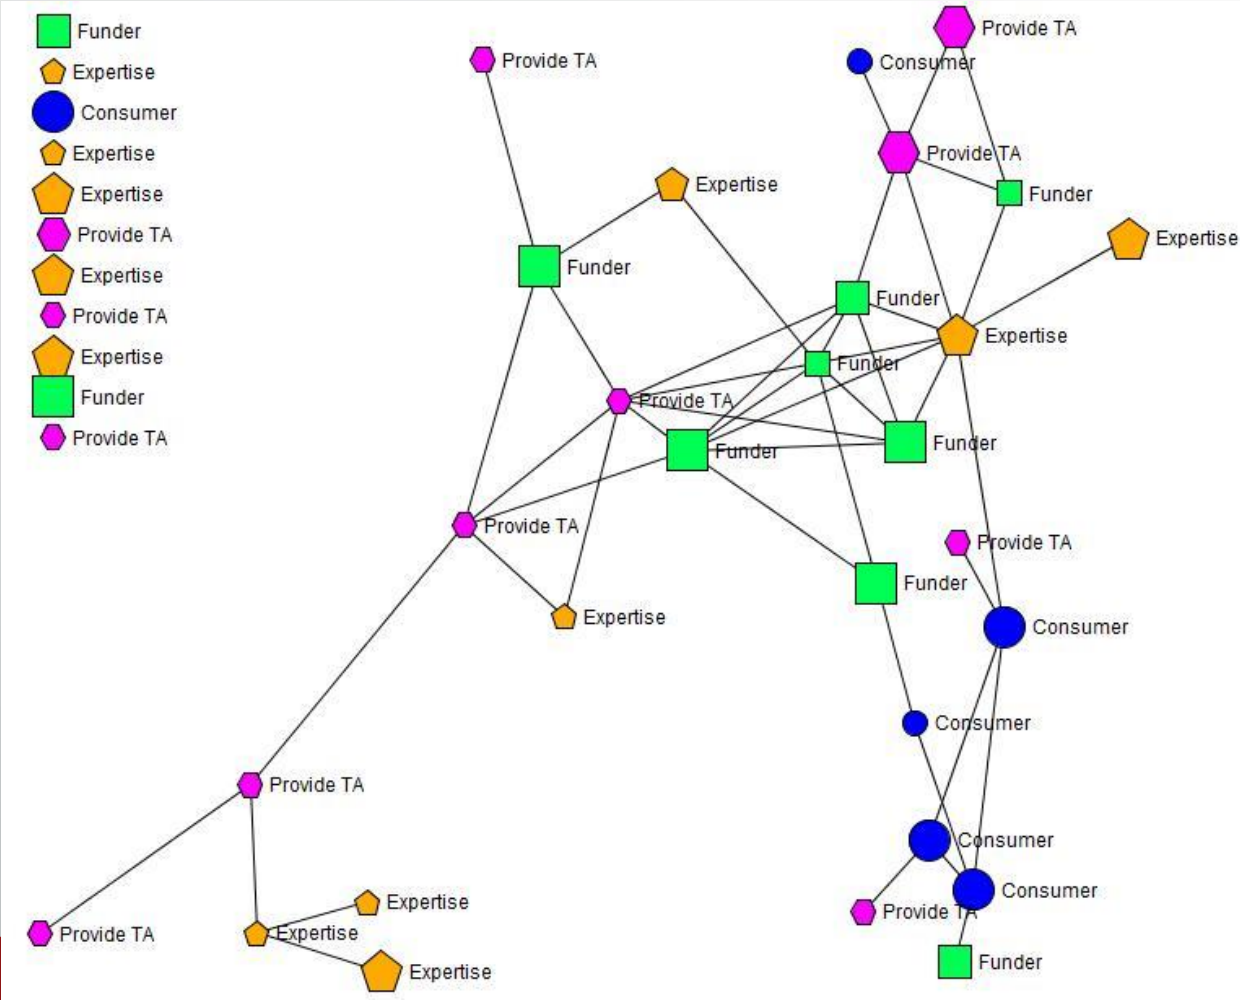 Funder
Expertise
Consumer
Expertise
Expertise
Provide TA
Expertise
Provide TA
Expertise
Funder
Provide TA
Provide TA
Provide TA
Consumer
Provide TA
Expertise
Funder
Expertise
Funder
Funder
Expertise
Funder
Provide TA
Funder
Funder
Provide TA
Provide TA
Funder
Expertise
Consumer
Consumer
Provide TA
Consumer
Consumer
Expertise
Provide TA
Provide TA
Expertise
Funder
Expertise